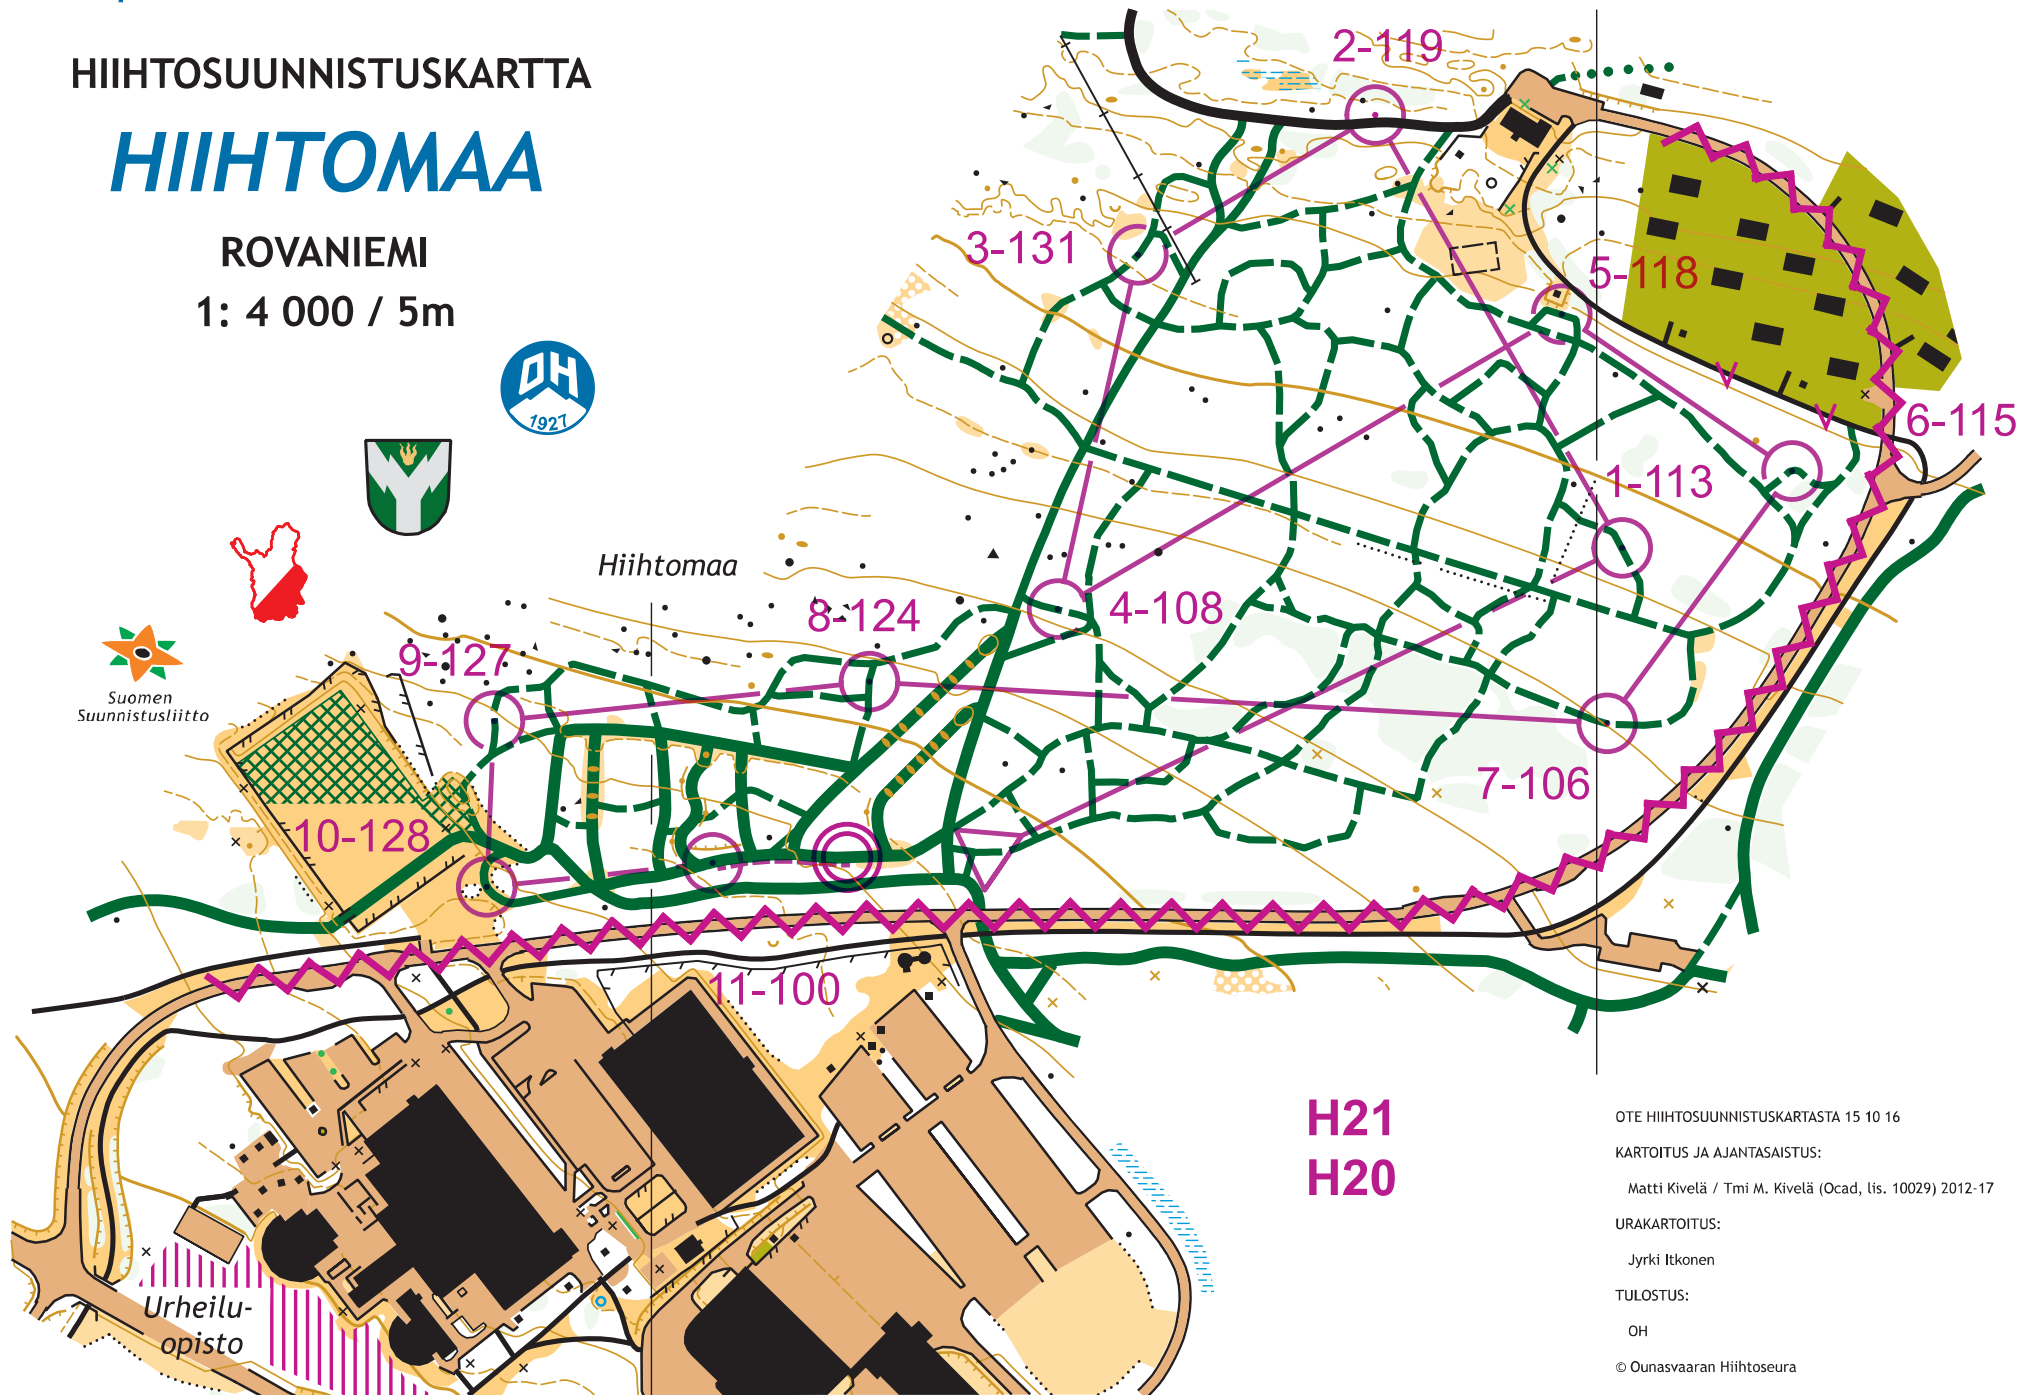 HIIHTOSUUNNISTUSKARTTA
HIIHTOMAA
ROVANIEMI
1: 4 000 / 5m
OH
1927
Suomen
Suunnistusliitto
Hiihtomaa
2-119
3-131
5-118
6-115
1-113
4-108
8-124
9-127
7-106
10-128
11-100
H21
H20
Urheilu-
opisto
OTE HIIHTOSUUNNISTUSKARTASTA 15 10 16
KARTOITUS JA AJANTASAISTUS:
Matti Kivelä / Tmi M. Kivelä (Ocad, lis. 10029) 2012-17
URAKARTOITUS:
Jyrki Itkonen
TULOSTUS:
OH
© Ounasvaaran Hiihtoseura